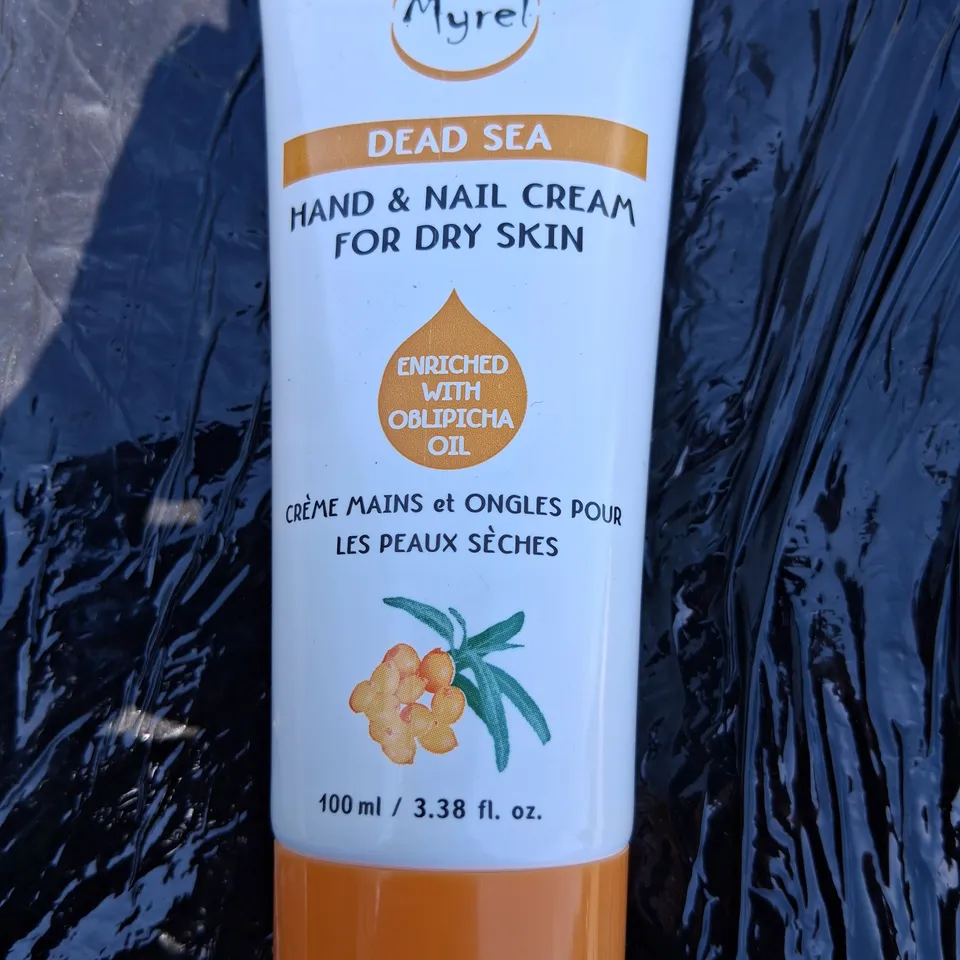 Myrel
DEAD SEA
HAND & NAIL CREAM
FOR DRY SKIN
ENRICHED
WITH
OBLIPICHA
OIL
CRÈME MAINS et ONGLES POUR
LES PEAUX SÈCHES
100 ml / 3.38 fl. oz.